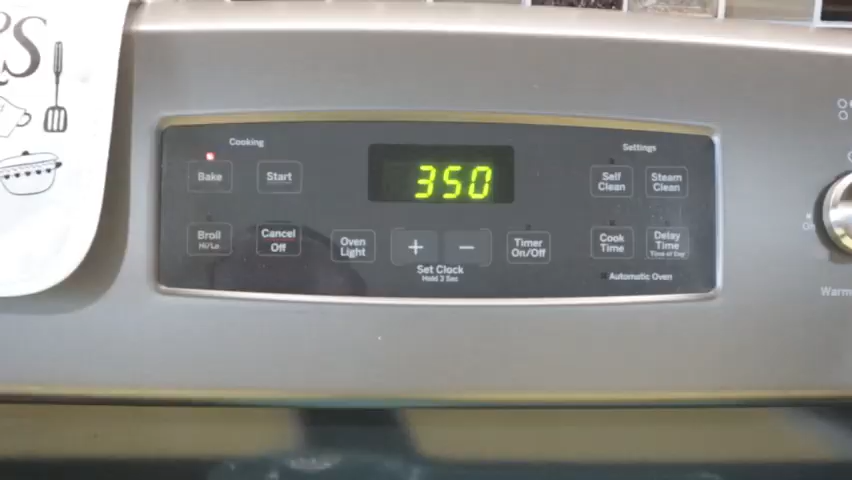 Cooking
Settings
Bake
Start
350
Self
Clean
Steam
Clean
Broil
Hi/Lo
Cancel
Off
Oven
Light
+
−
Set Clock
Hold 3 Sec
Timer
On/Off
Cook
Time
Delay
Time
Time of Day
Automatic Oven
Warm